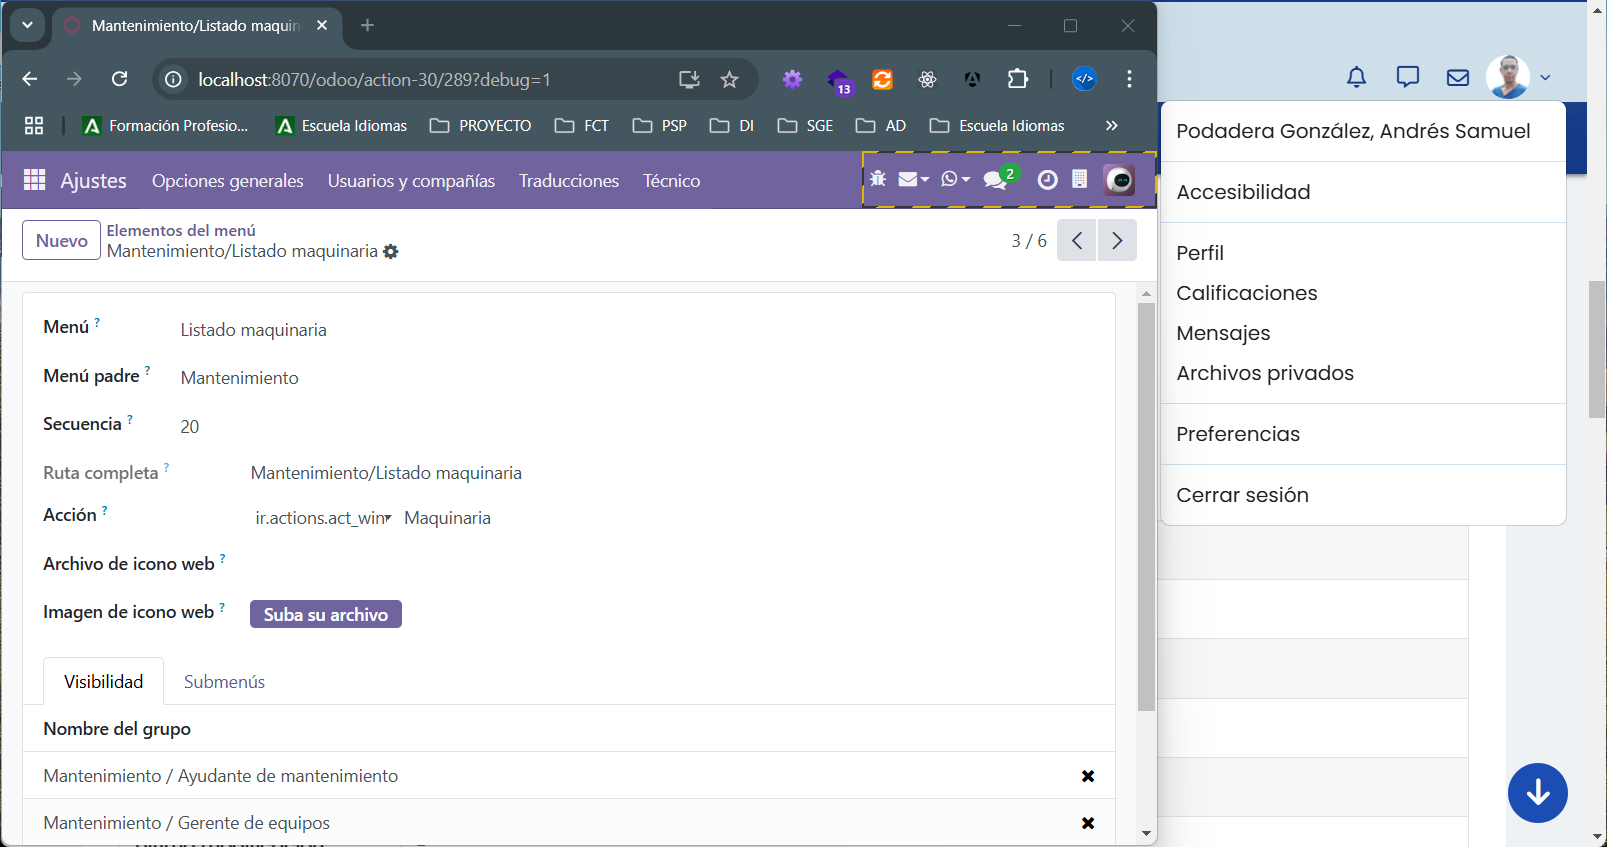 Mantenimiento/Listado maquin
localhost:8070/odoo/action-30/289?debug=1
13
Formación Profesio...
Escuela Idiomas
PROYECTO
FCT
PSP
DI
SGE
AD
Escuela Idiomas
Ajustes
Opciones generales
Usuarios y compañías
Traducciones
Técnico
2
Nuevo
Elementos del menú
Mantenimiento/Listado maquinaria
3 / 6
Menú ?
Listado maquinaria
Menú padre ?
Mantenimiento
Secuencia ?
20
Ruta completa ?
Mantenimiento/Listado maquinaria
Acción ?
ir.actions.act_win
Maquinaria
Archivo de icono web ?
Imagen de icono web ?
Suba su archivo
Visibilidad
Submenús
Nombre del grupo
Mantenimiento / Ayudante de mantenimiento
Mantenimiento / Gerente de equipos
Podadera González, Andrés Samuel
Accesibilidad
Perfil
Calificaciones
Mensajes
Archivos privados
Preferencias
Cerrar sesión